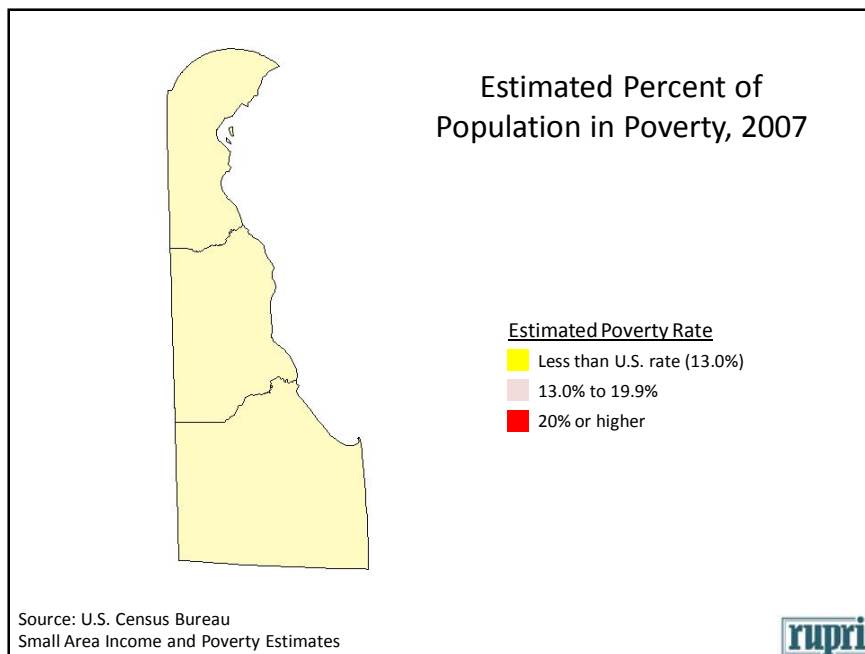 Estimated Percent of
Population in Poverty, 2007
Estimated Poverty Rate
Less than U.S. rate (13.0%)
13.0% to 19.9%
20% or higher
Source: U.S. Census Bureau
Small Area Income and Poverty Estimates
rupri